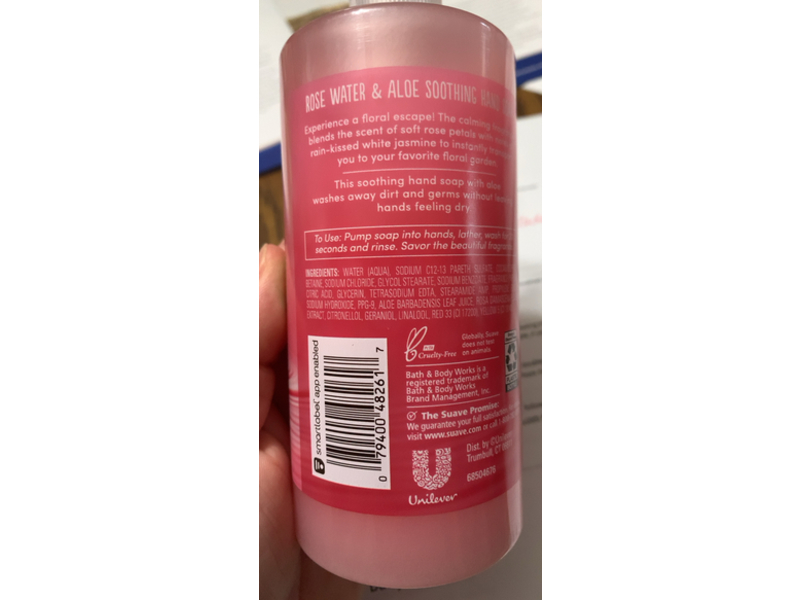 ROSE WATER & ALOE SOOTHING HAND
Experience a floral escape! The calming
blends the scent of soft rose petals with
rain-kissed white jasmine to instantly
you to your favorite floral garden.
This soothing hand soap with aloe
washes away dirt and germs without
hands feeling dry.
To Use: Pump soap into hands, lather, wash
seconds and rinse. Savor the beautiful
INGREDIENTS: WATER (AQUA), SODIUM C12-13 PARETH SULFATE,
BETAINE, SODIUM CHLORIDE, GLYCOL STEARATE, SODIUM BENZOATE,
CITRIC ACID, GLYCERIN, TETRASODIUM EDTA, STEARAMIDE
SODIUM HYDROXIDE, PPG-9, ALOE BARBADENSIS LEAF JUICE, ROSA
EXTRACT, CITRONELLOL, GERANIOL, LINALOOL, RED 33 (CI 17200),
smartlabel app enabled
0 79400 48261 7
Cruelty-Free
Globally, Suave
does not test
on animals.
Bath & Body Works is a
registered trademark of
Bath & Body Works
Brand Management, Inc.
The Suave Promise:
We guarantee your full satisfaction
visit www.suave.com or call
Dist. by ©Unilever
Trumbull, CT
68504676
Unilever